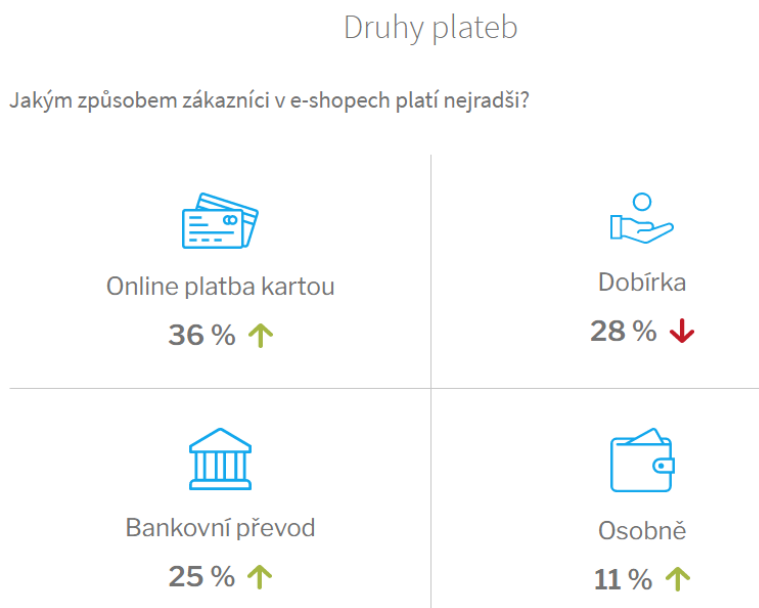 Druhy plateb
Jakým způsobem zákazníci v e-shopech platí nejradši?
Online platba kartou
36 %
Dobírka
28 %
Bankovní převod
25 %
Osobně
11 %